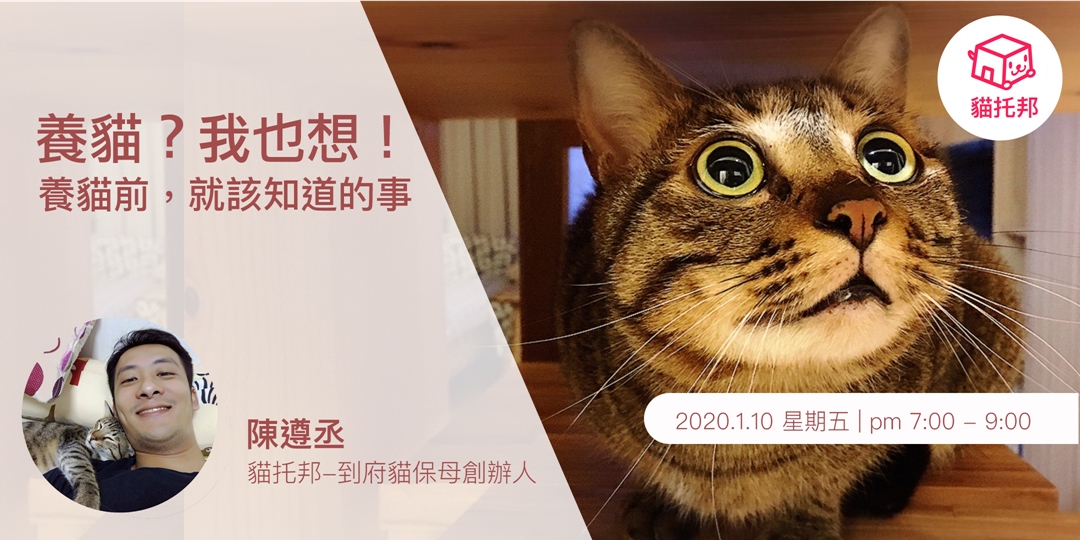 養貓？我也想！
養貓前，就該知道的事
陳遵丞
貓托邦–到府貓保母創辦人
貓托邦
2020.1.10 星期五 | pm 7:00 – 9:00